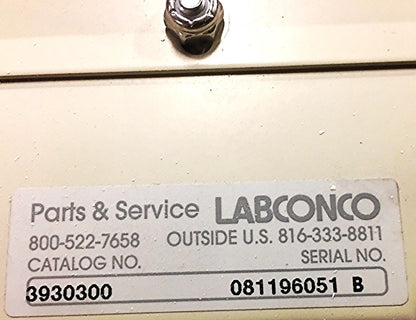 Parts & Service LABCONCO
800-522-7658 OUTSIDE U.S. 816-333-8811
CATALOG NO. SERIAL NO.
3930300 081196051 B